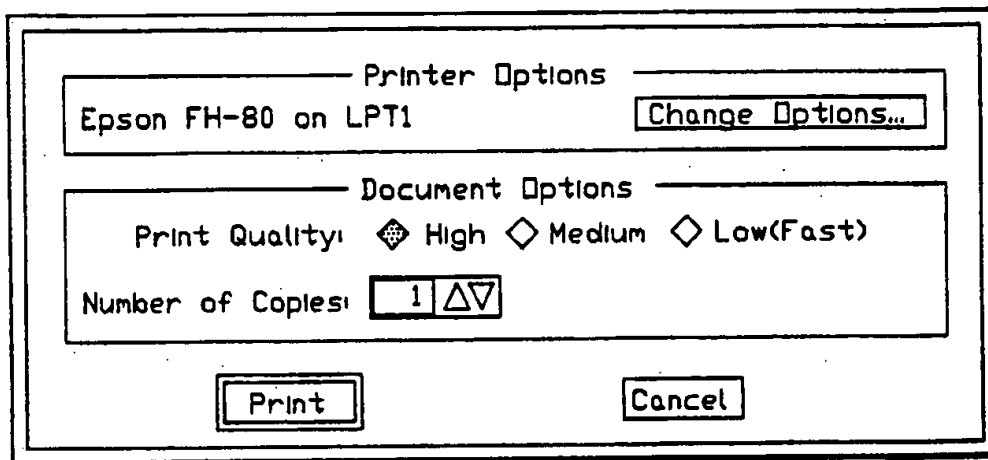 Printer Options
Epson FH-80 on LPT1 Change Options...
Document Options
Print Quality: High Medium Low(Fast)
Number of Copies: 1
Print Cancel